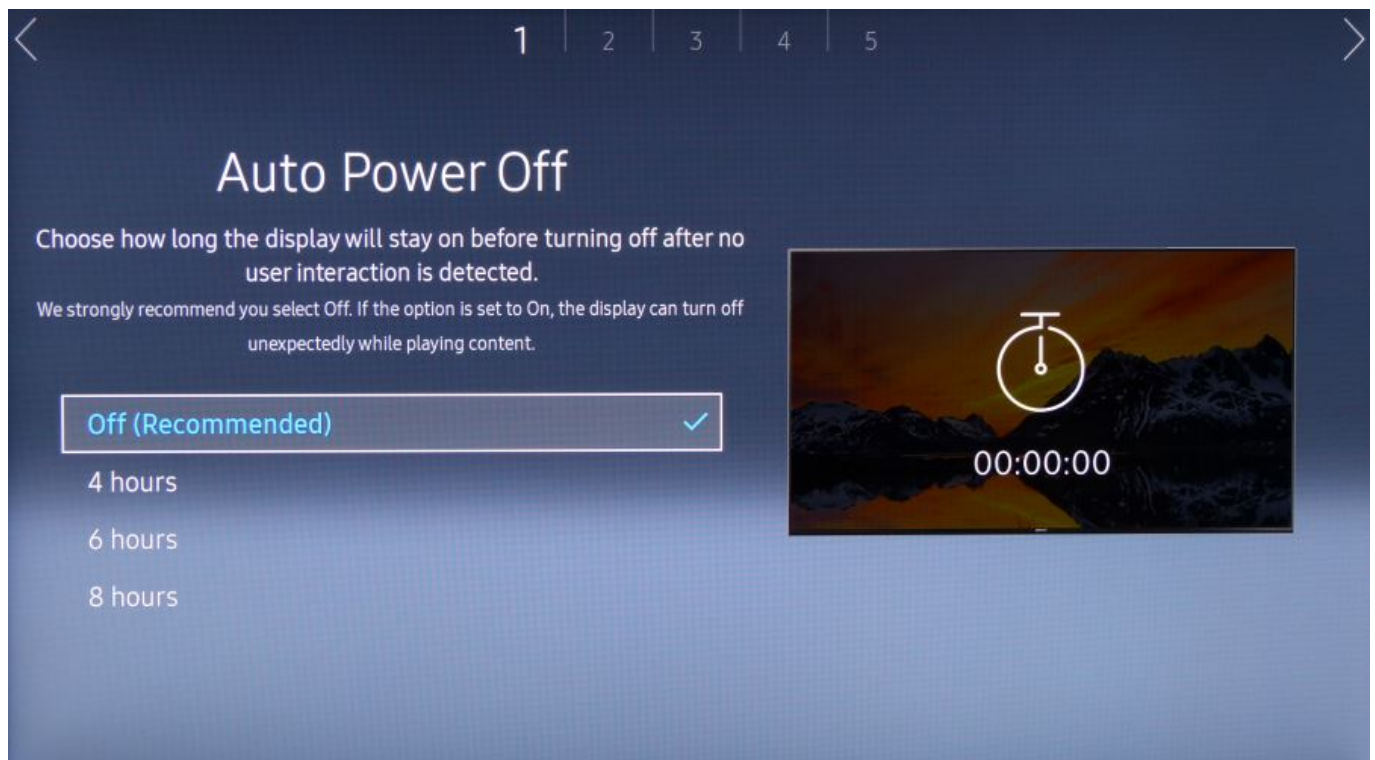 1 2 3 4 5
Auto Power Off
Choose how long the display will stay on before turning off after no
user interaction is detected.
We strongly recommend you select Off. If the option is set to On, the display can turn off
unexpectedly while playing content.
Off (Recommended)
4 hours
6 hours
8 hours
00:00:00